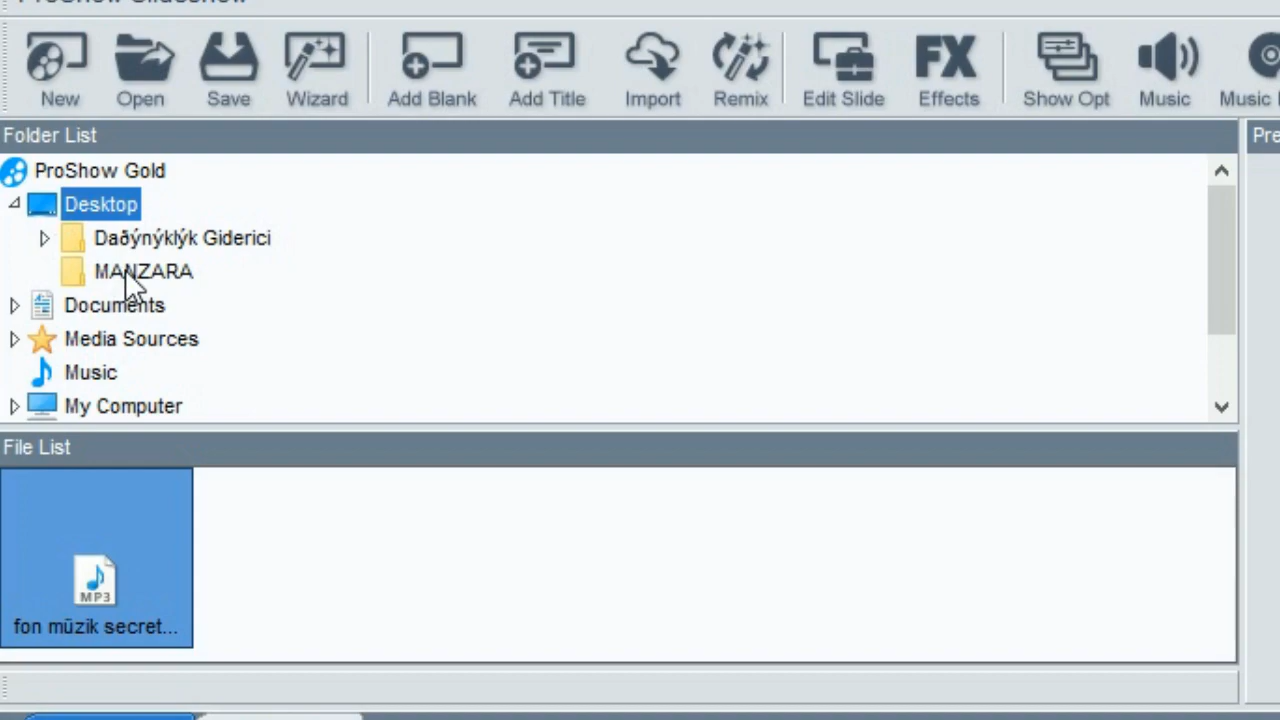 ProShow Slideshow
New Open Save Wizard Add Blank Add Title Import Remix Edit Slide Effects Show Opt Music Music
FX
Folder List
Pre
ProShow Gold
Desktop
Daðýnýklýk Giderici
MANZARA
Documents
Media Sources
Music
My Computer
File List
MP3
fon müzik secret...